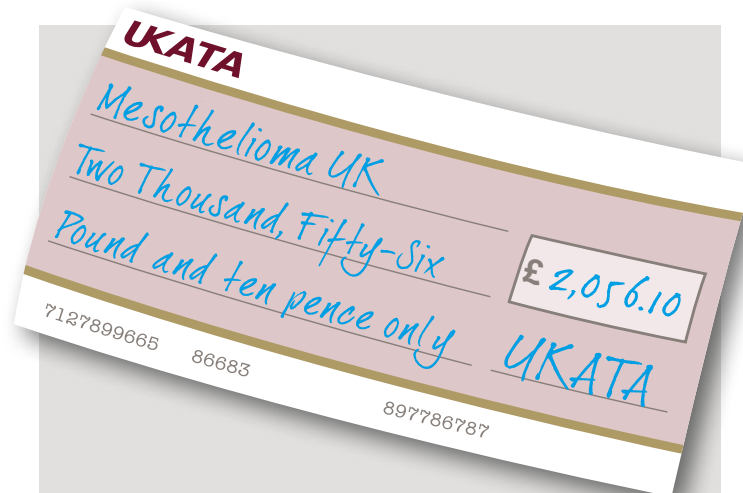 UKATA
Mesothelioma UK
Two Thousand, Fifty-Six
£ 2,056.10
Pound and ten pence only
UKATA
7127899665 86683 897786787